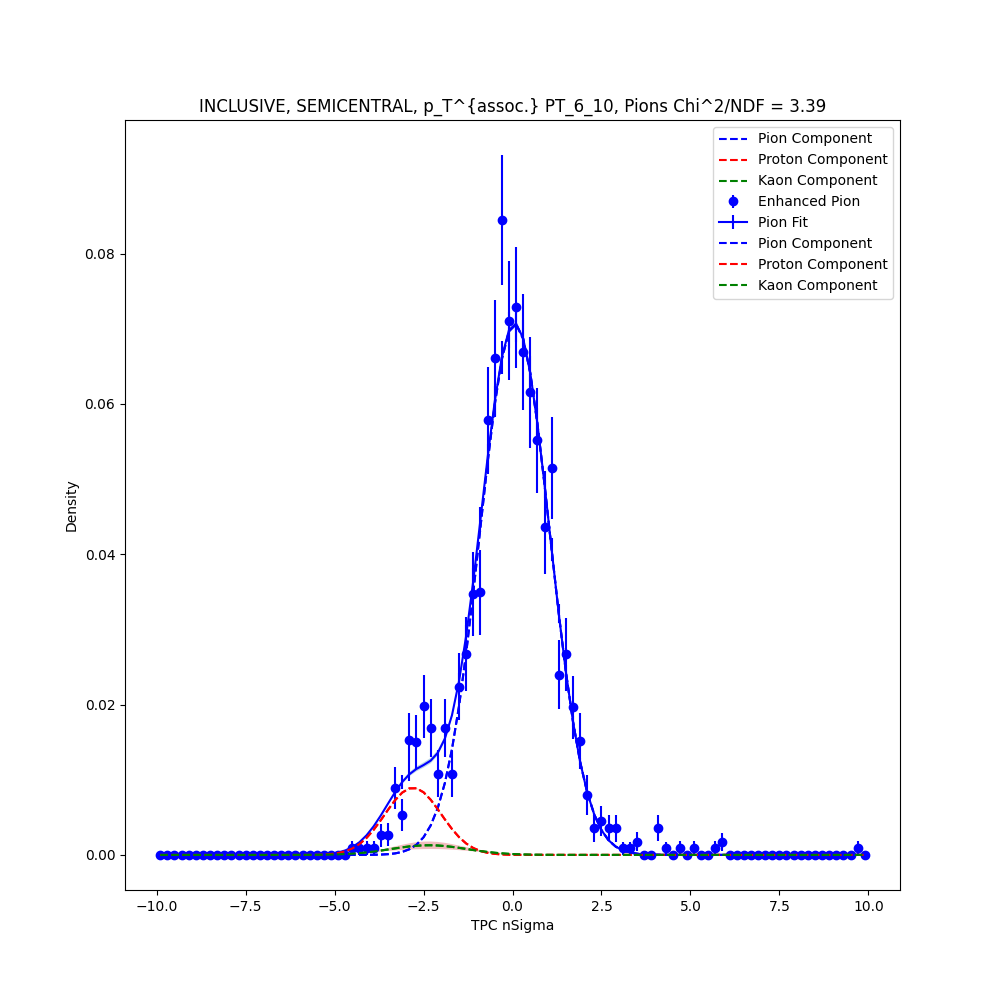 INCLUSIVE, SEMICENTRAL, p_T^{assoc.} PT_6_10, Pions Chi^2/NDF = 3.39
Pion Component
Proton Component
Kaon Component
Enhanced Pion
Pion Fit
Pion Component
Proton Component
Kaon Component
Density
0.08
0.06
0.04
0.02
0.00
−10.0
−7.5
−5.0
−2.5
0.0
2.5
5.0
7.5
10.0
TPC nSigma